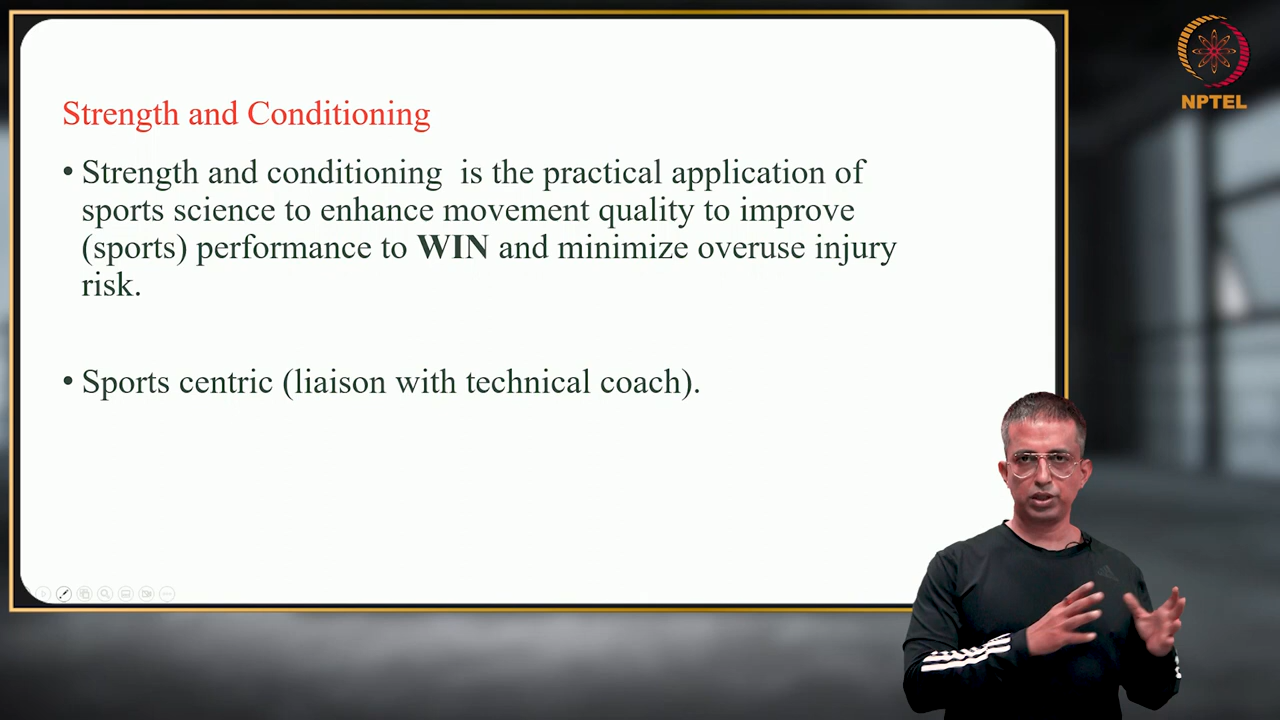 Strength and Conditioning
• Strength and conditioning is the practical application of
sports science to enhance movement quality to improve
(sports) performance to WIN and minimize overuse injury
risk.
• Sports centric (liaison with technical coach).
NPTEL